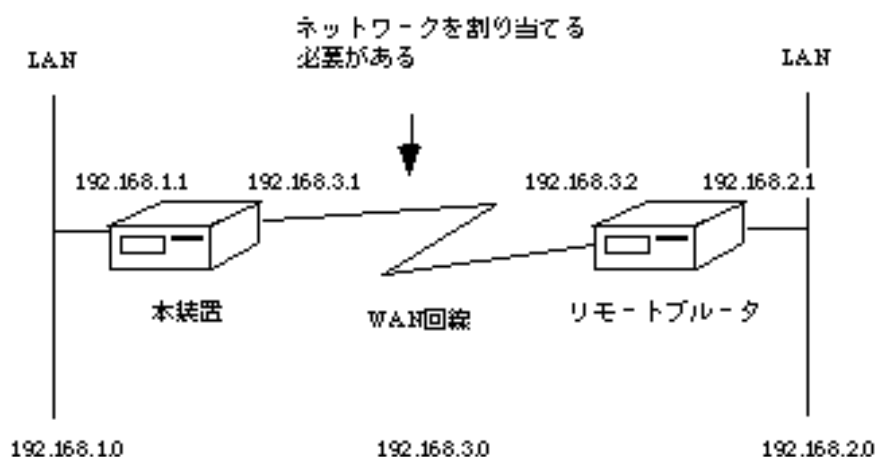 ネットワークを割り当てる
必要がある
LAN
LAN
192.168.1.1
192.168.3.1
192.168.3.2
192.168.2.1
本装置
WAN回線
リモートブルータ
192.168.1.0
192.168.3.0
192.168.2.0